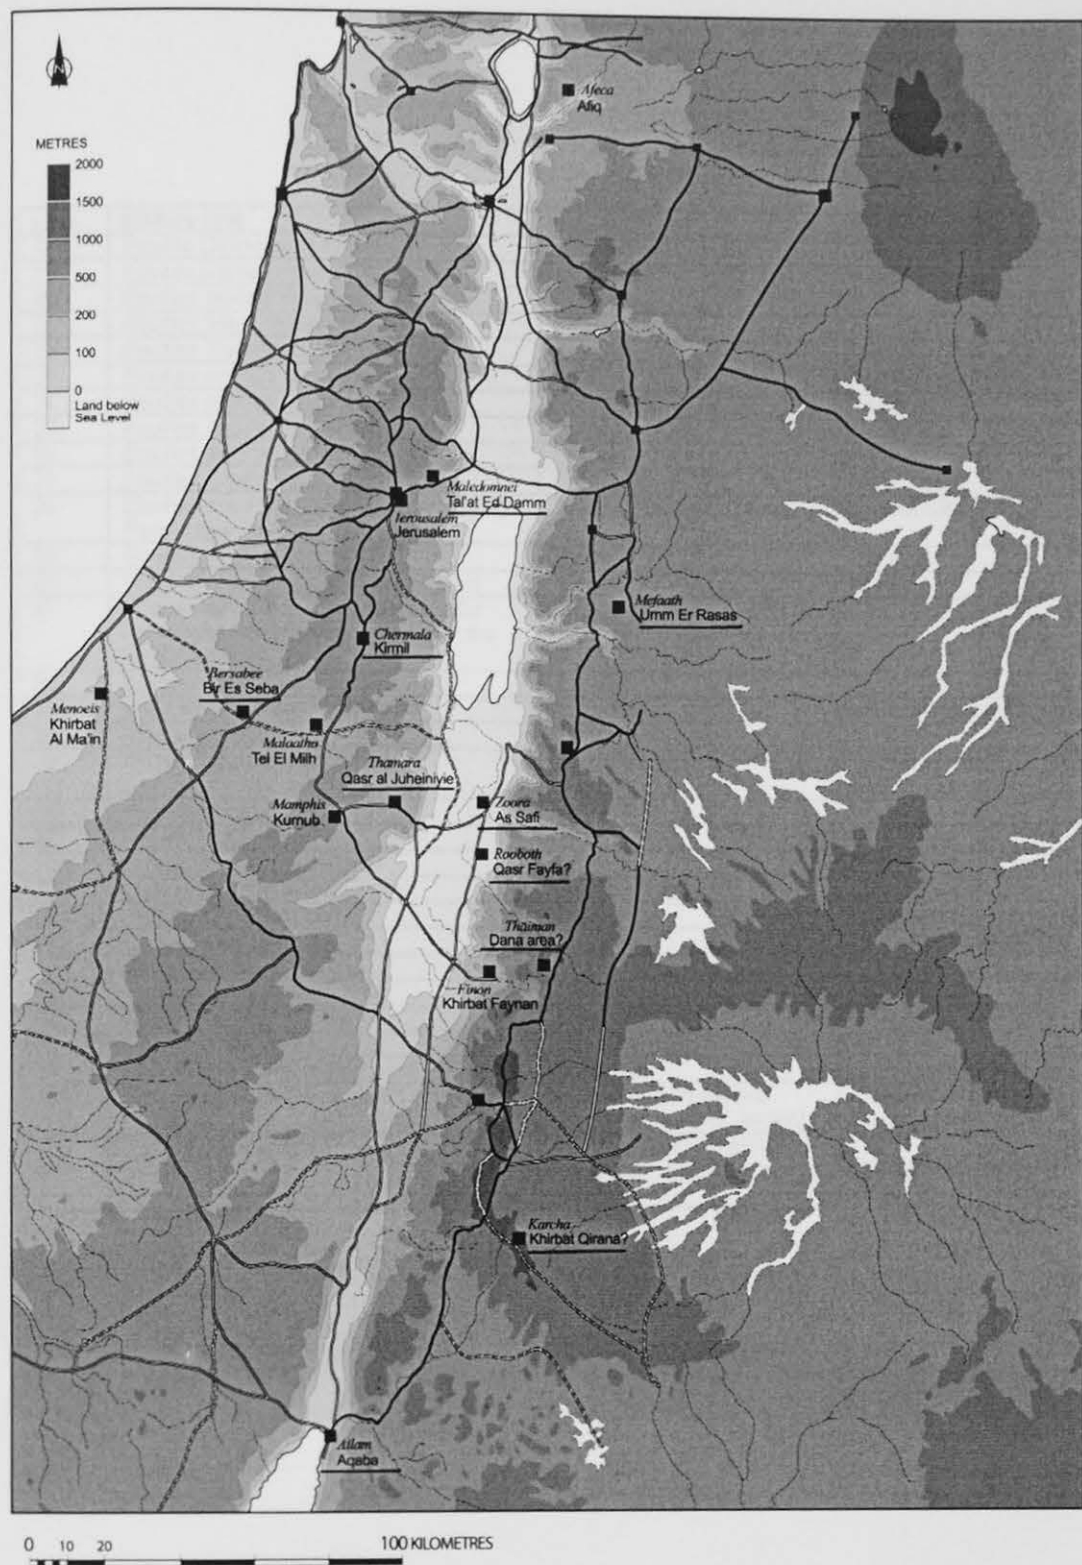 N
METRES
2000
1500
1000
500
200
100
0
Land below
Sea Level
Afeca
Afiq
Maledomnei
Tal'at Ed Damm
Ierousalem
Jerusalem
Mefaath
Umm Er Rasas
Chermala
Kirmil
Bersabee
Bir Es Seba
Menoeis
Khirbat
Al Ma'in
Malaatha
Tel El Milh
Thamara
Qasr al Juheiniyie
Mamphis
Kurnub
Zoora
As Safi
Rooboth
Qasr Fayfa?
Thaiman
Dana area?
Finon
Khirbat Faynan
Karcha
Khirbat Qirana?
Ailam
Aqaba
0 10 20 100 KILOMETRES